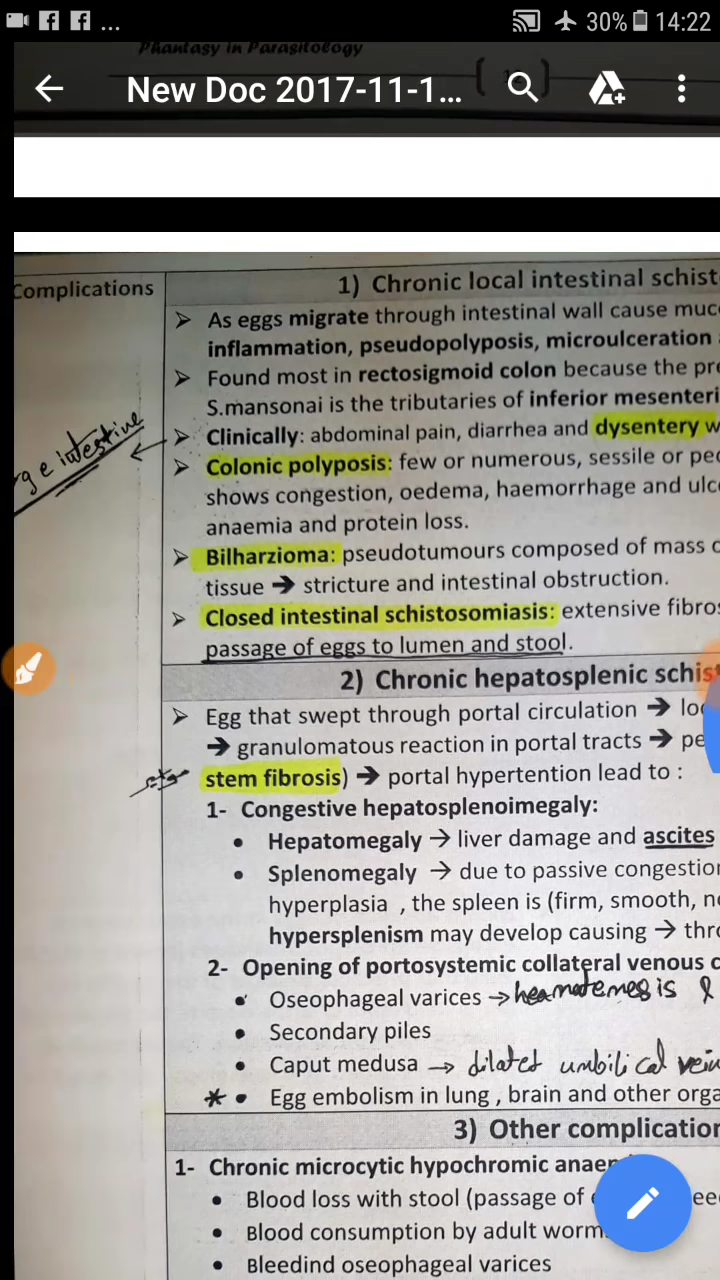 ... 30% 14:22
Phantasy in Parasitology
New Doc 2017-11-1...
Complications
1) Chronic local intestinal schist
➢ As eggs migrate through intestinal wall cause muc
inflammation, pseudopolyposis, microulceration
➢ Found most in rectosigmoid colon because the pr
S.mansonai is the tributaries of inferior mesenteri
ge intestine
➢ Clinically: abdominal pain, diarrhea and dysentery w
➢ Colonic polyposis: few or numerous, sessile or pe
shows congestion, oedema, haemorrhage and ulc
anaemia and protein loss.
➢ Bilharzioma: pseudotumours composed of mass
tissue ➔ stricture and intestinal obstruction.
➢ Closed intestinal schistosomiasis: extensive fibro
passage of eggs to lumen and stool.
2) Chronic hepatosplenic schis
➢ Egg that swept through portal circulation ➔ lo
➔ granulomatous reaction in portal tracts ➔ pe
stem fibrosis) ➔ portal hypertention lead to :
1- Congestive hepatosplenoimegaly:
• Hepatomegaly → liver damage and ascites
• Splenomegaly → due to passive congestion
hyperplasia , the spleen is (firm, smooth, n
hypersplenism may develop causing → thr
2- Opening of portosystemic collateral venous c
• Oseophageal varices → heamatemesis &
• Secondary piles
• Caput medusa → dilated umbilical vein
* • Egg embolism in lung , brain and other orga
3) Other complication
1- Chronic microcytic hypochromic anae
• Blood loss with stool (passage of
• Blood consumption by adult worm
• Bleedind oseophageal varices